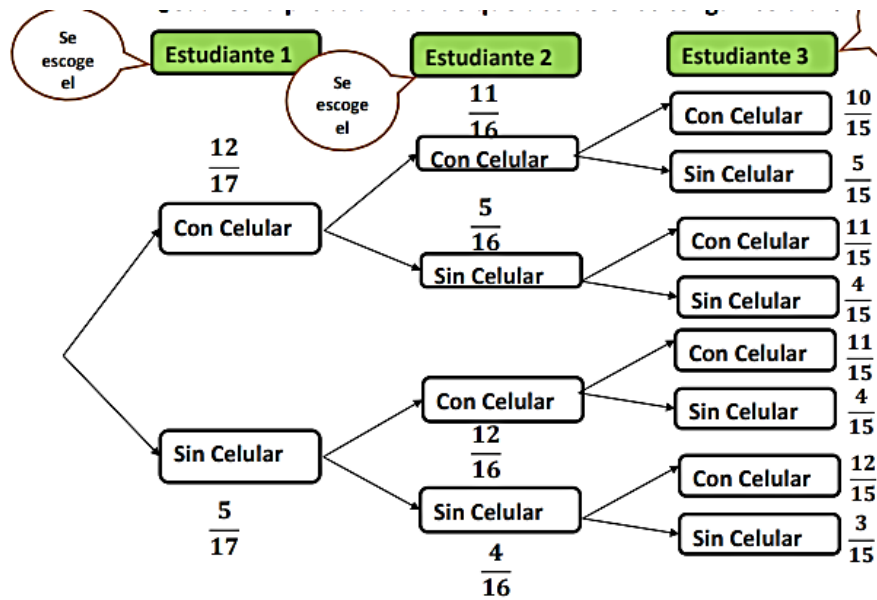 Se
escoge
el
Estudiante 1
Se
escoge
el
Estudiante 2
Estudiante 3
12
17
Con Celular
5
17
Sin Celular
11
16
Con Celular
5
16
Sin Celular
Con Celular
12
16
Sin Celular
4
16
Con Celular
10
15
Sin Celular
5
15
Con Celular
11
15
Sin Celular
4
15
Con Celular
11
15
Sin Celular
4
15
Con Celular
12
15
Sin Celular
3
15